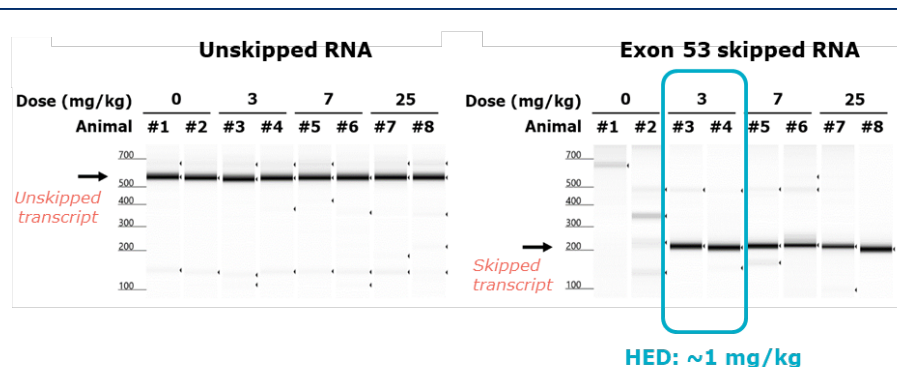 Unskipped RNA
Dose (mg/kg) 0 3 7 25
Animal #1 #2 #3 #4 #5 #6 #7 #8
700
500
400
300
200
100
Unskipped
transcript
Exon 53 skipped RNA
Dose (mg/kg) 0 3 7 25
Animal #1 #2 #3 #4 #5 #6 #7 #8
700
500
400
300
200
100
Skipped
transcript
HED: ~1 mg/kg